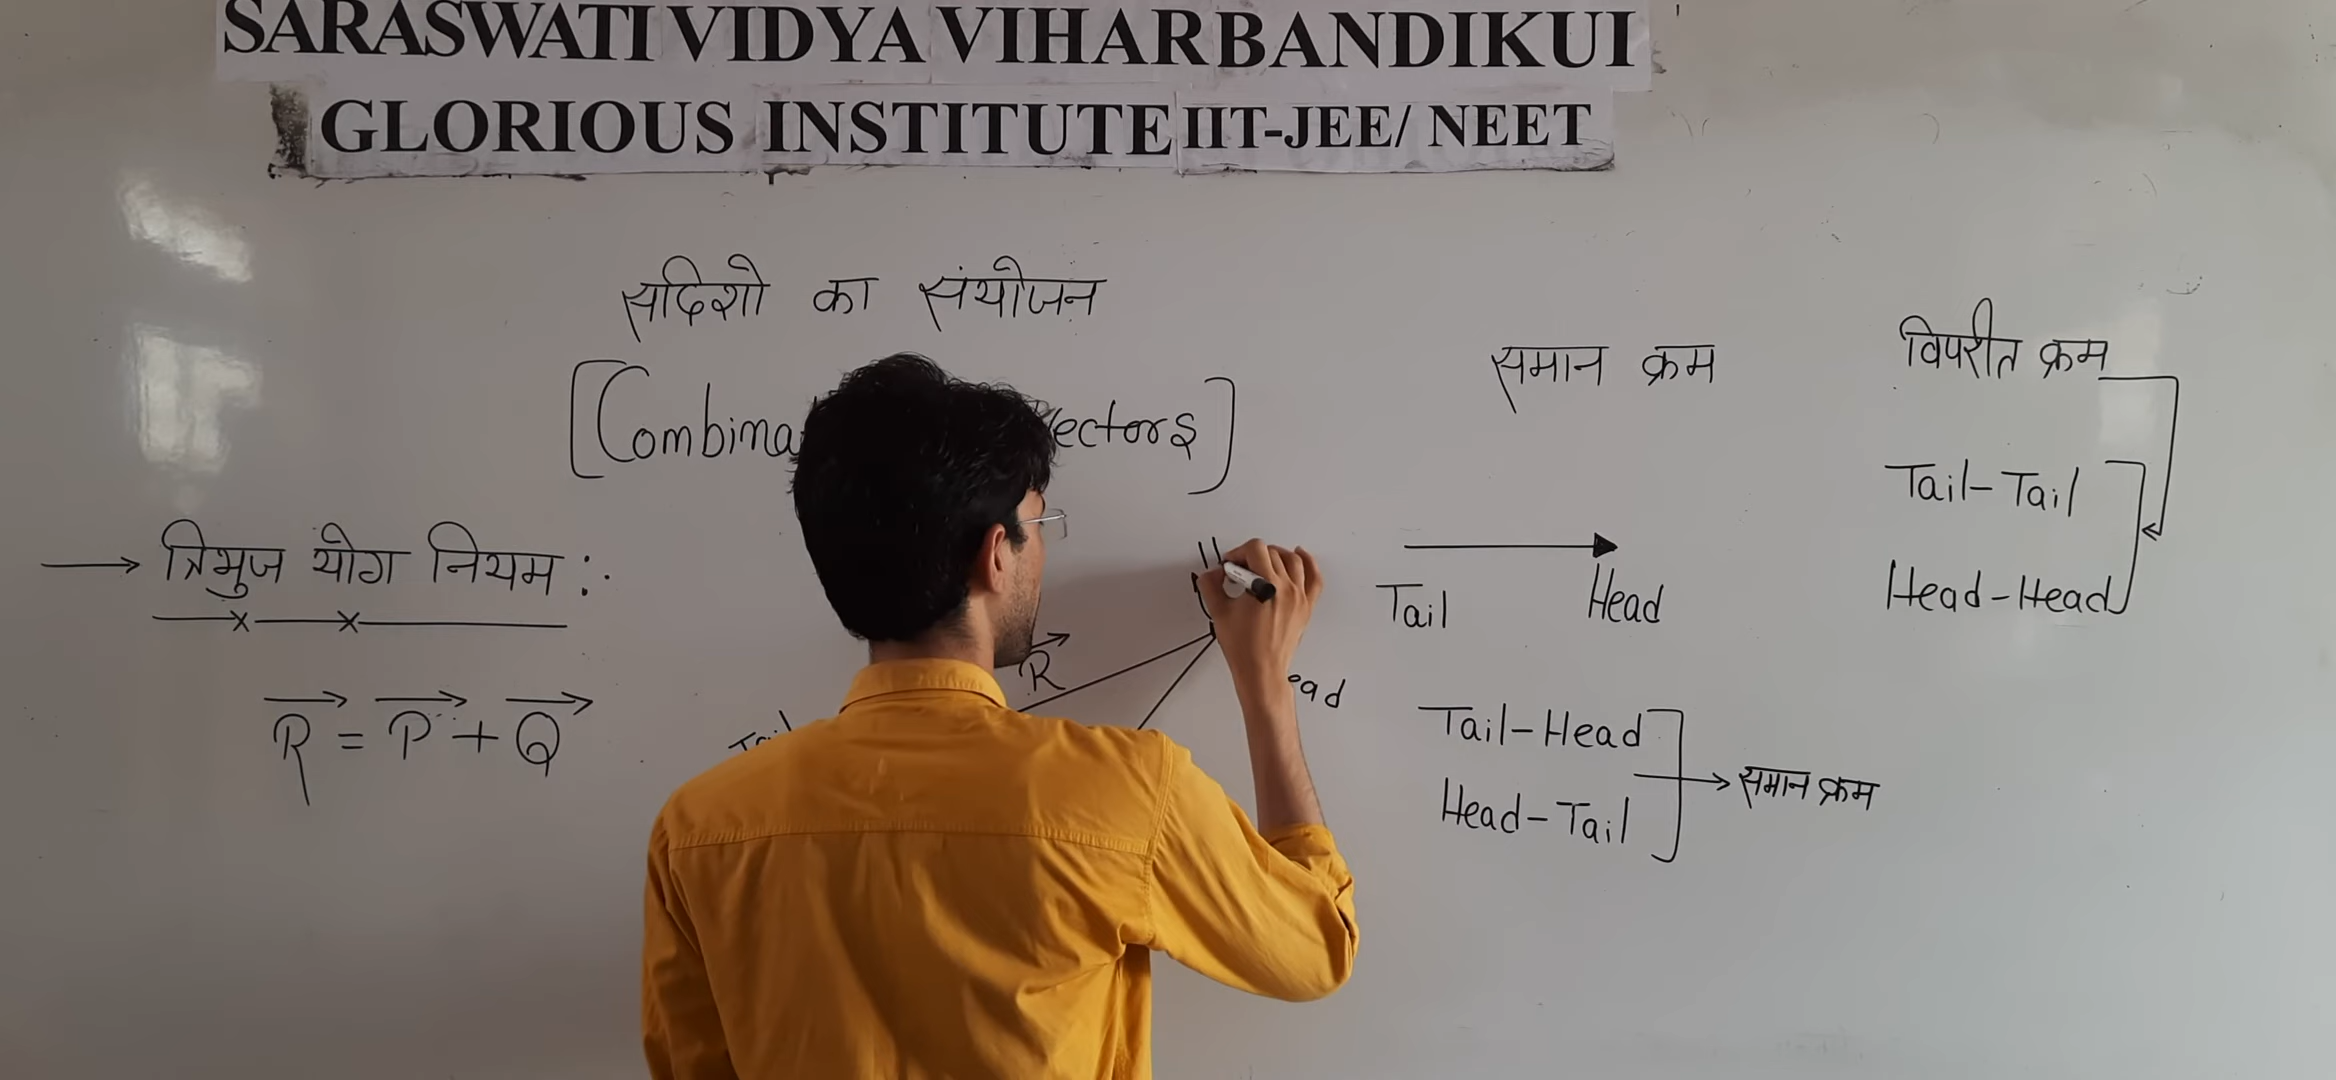 SARASWATI VIDYA VIHAR BANDIKUI
GLORIOUS INSTITUTE IIT-JEE/ NEET
सदिशो का संयोजन
त्रिभुज योग नियम :·
R = P + Q
R
समान क्रम
Tail
Head
Tail-Head
Head-Tail
समान क्रम
विपरीत क्रम
Tail-Tail
Head-Head